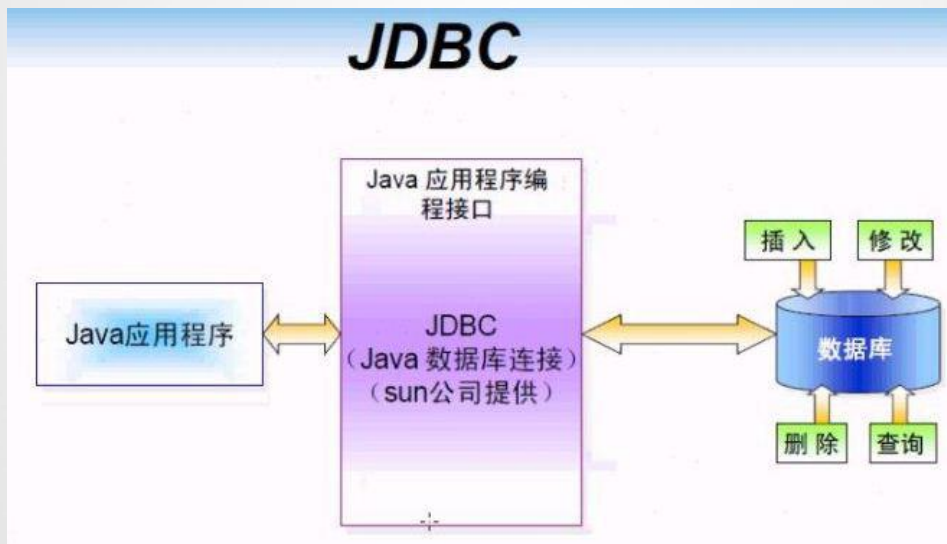 JDBC
Java 应用程序编
程接口
Java应用程序
JDBC
（Java 数据库连接）
（sun公司提供）
插 入
修 改
数据库
删 除
查询